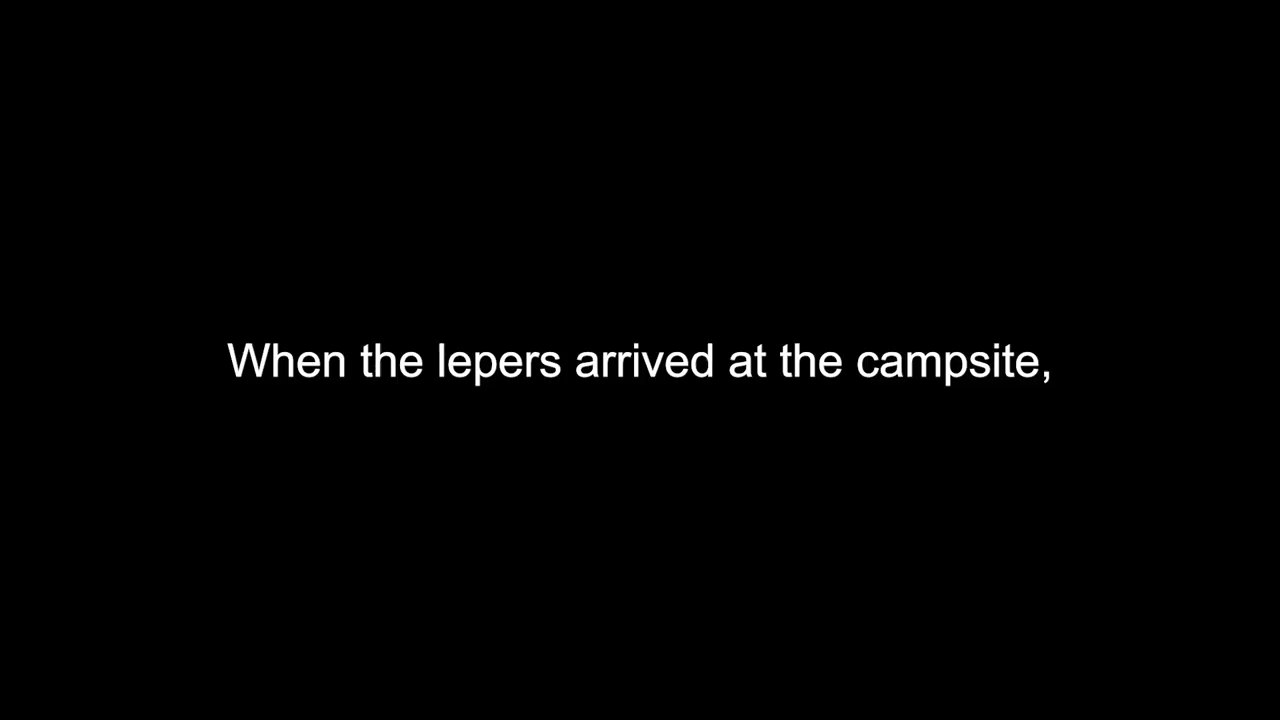 When the lepers arrived at the campsite,